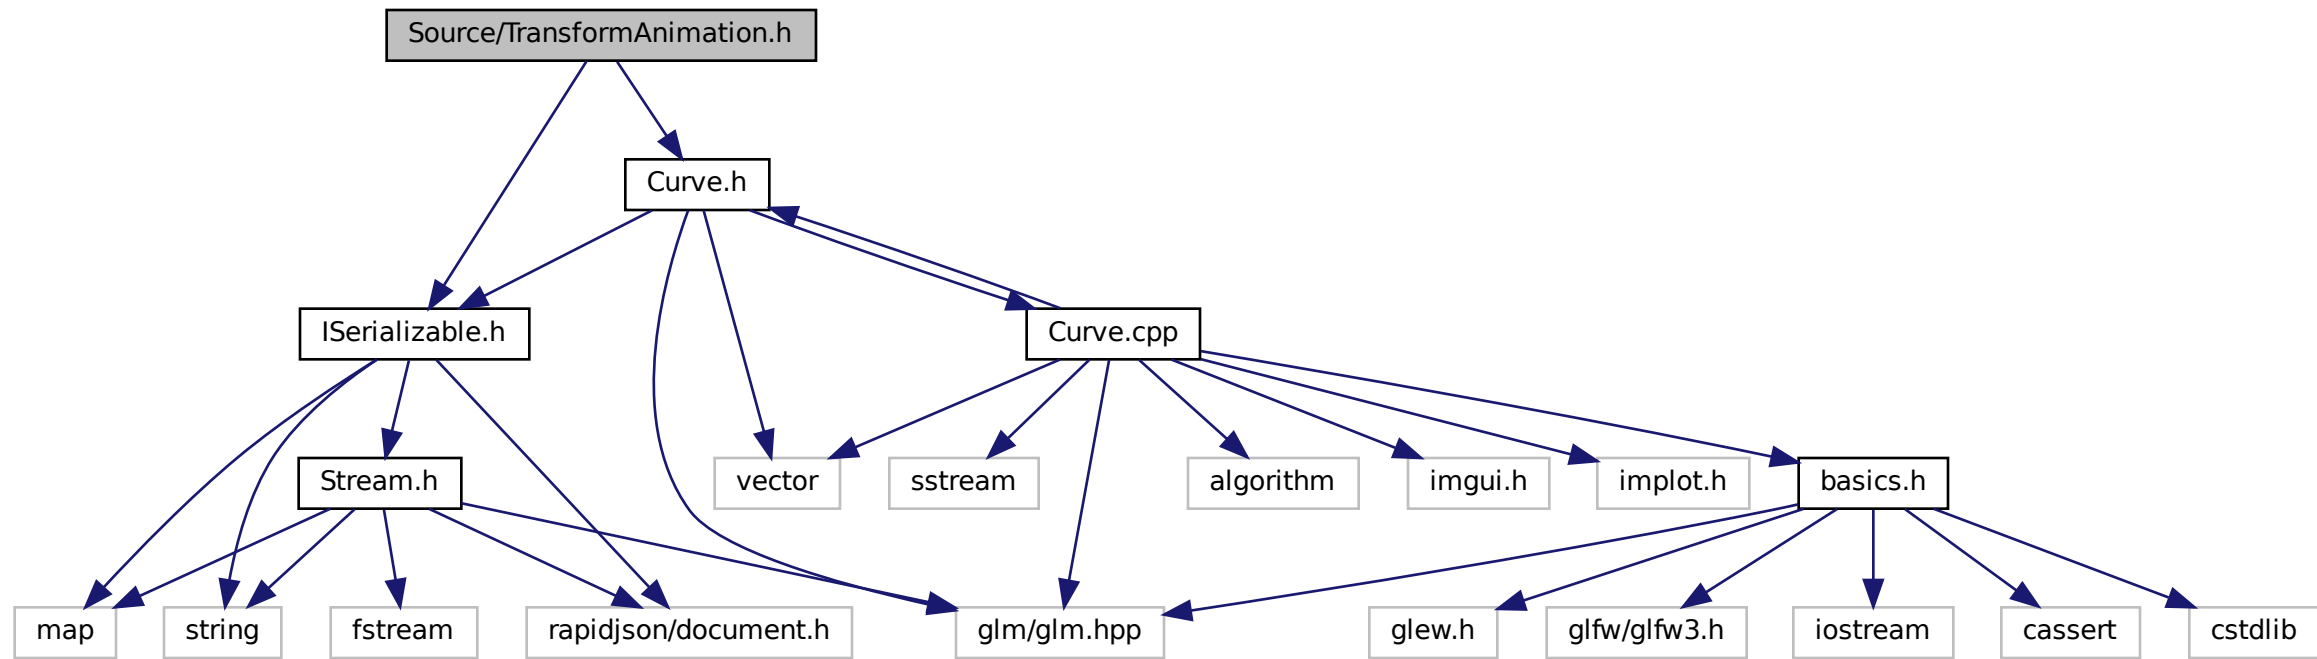 Source/TransformAnimation.h
Curve.h
ISerializable.h
Curve.cpp
Stream.h
vector
sstream
algorithm
imgui.h
implot.h
basics.h
map
string
fstream
rapidjson/document.h
glm/glm.hpp
glew.h
glfw/glfw3.h
iostream
cassert
cstdlib